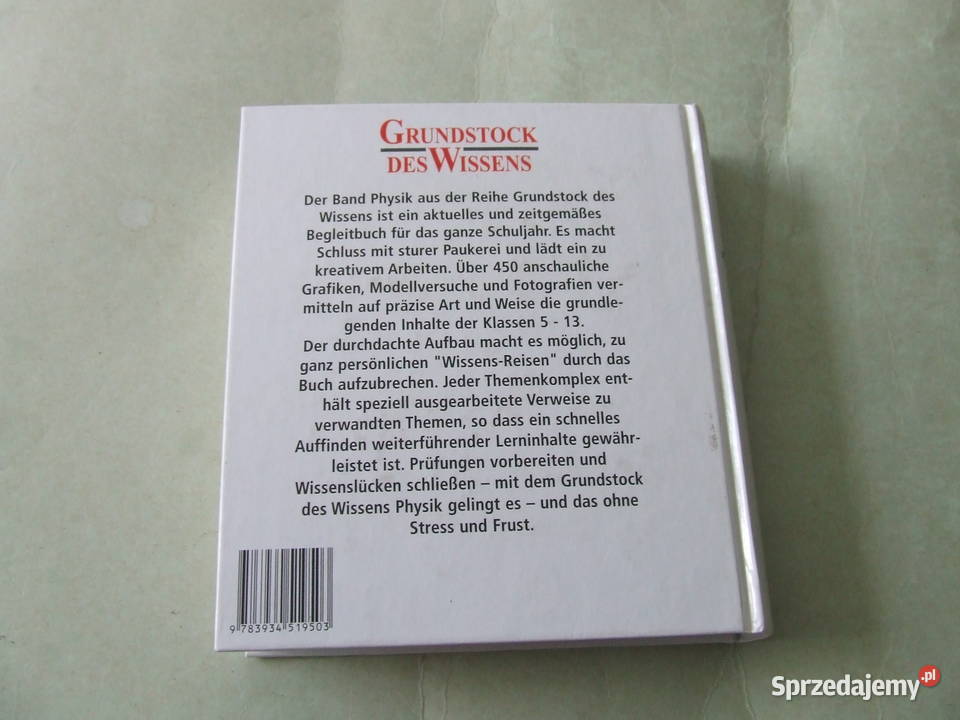 GRUNDSTOCK
DES WISSENS
Der Band Physik aus der Reihe Grundstock des
Wissens ist ein aktuelles und zeitgemäßes
Begleitbuch für das ganze Schuljahr. Es macht
Schluss mit sturer Paukerei und lädt ein zu
kreativem Arbeiten. Über 450 anschauliche
Grafiken, Modellversuche und Fotografien ver-
mitteln auf präzise Art und Weise die grundle-
genden Inhalte der Klassen 5 - 13.
Der durchdachte Aufbau macht es möglich, zu
ganz persönlichen "Wissens-Reisen" durch das
Buch aufzubrechen. Jeder Themenkomplex ent-
hält speziell ausgearbeitete Verweise zu
verwandten Themen, so dass ein schnelles
Auffinden weiterführender Lerninhalte gewähr-
leistet ist. Prüfungen vorbereiten und
Wissenslücken schließen – mit dem Grundstock
des Wissens Physik gelingt es – und das ohne
Stress und Frust.
9 783934 519503
Sprzedajemy.pl